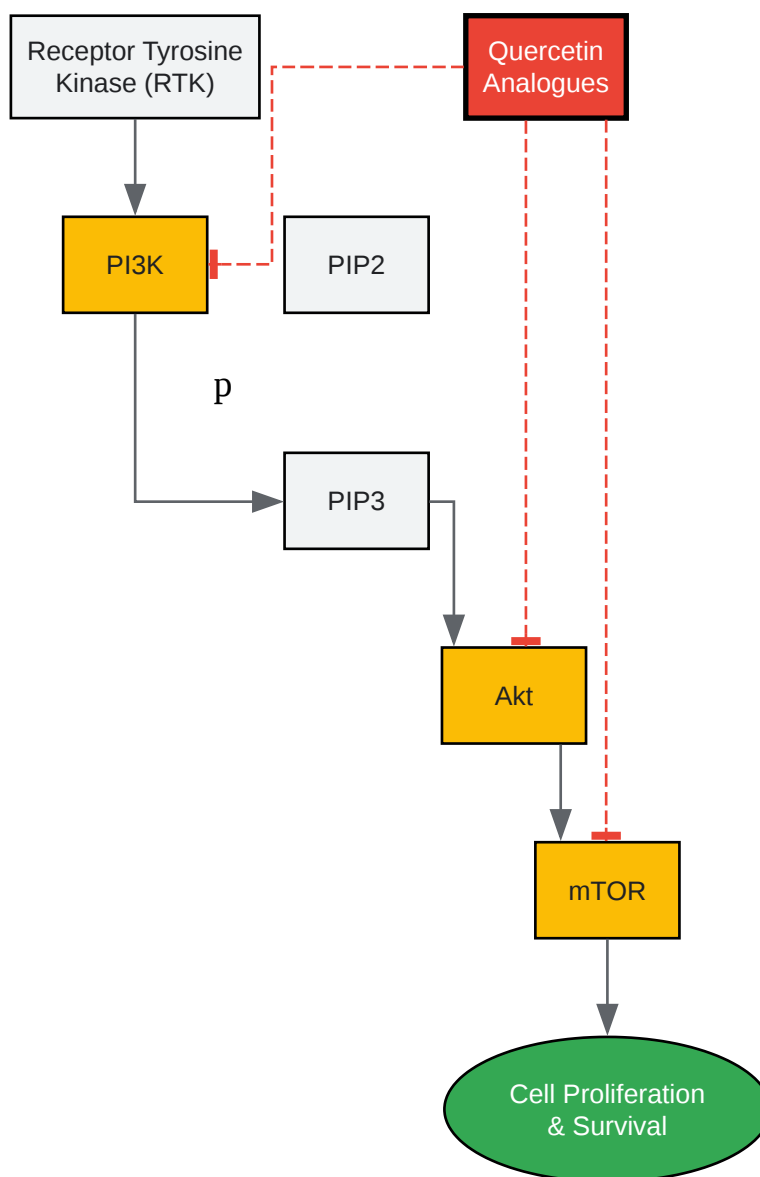 Receptor Tyrosine
Kinase (RTK)
Quercetin
Analogues
PI3K
PIP2
p
PIP3
Akt
mTOR
Cell Proliferation
& Survival